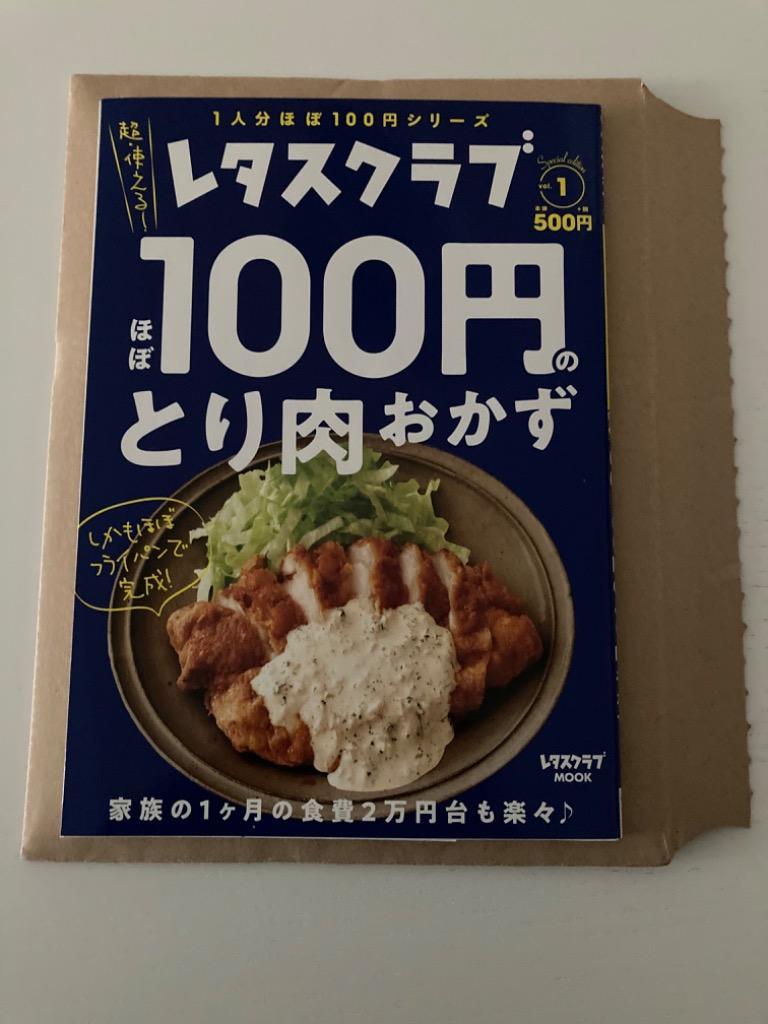 1人分ほぼ100円シリーズ
超・使える!
レタスクラブ
Special edition
vol.1
本体 +税
500円
ほぼ100円の
とり肉おかず
しかもほぼ
フライパンで
完成!
レタスクラブ
MOOK
家族の1ヶ月の食費2万円台も楽々♪